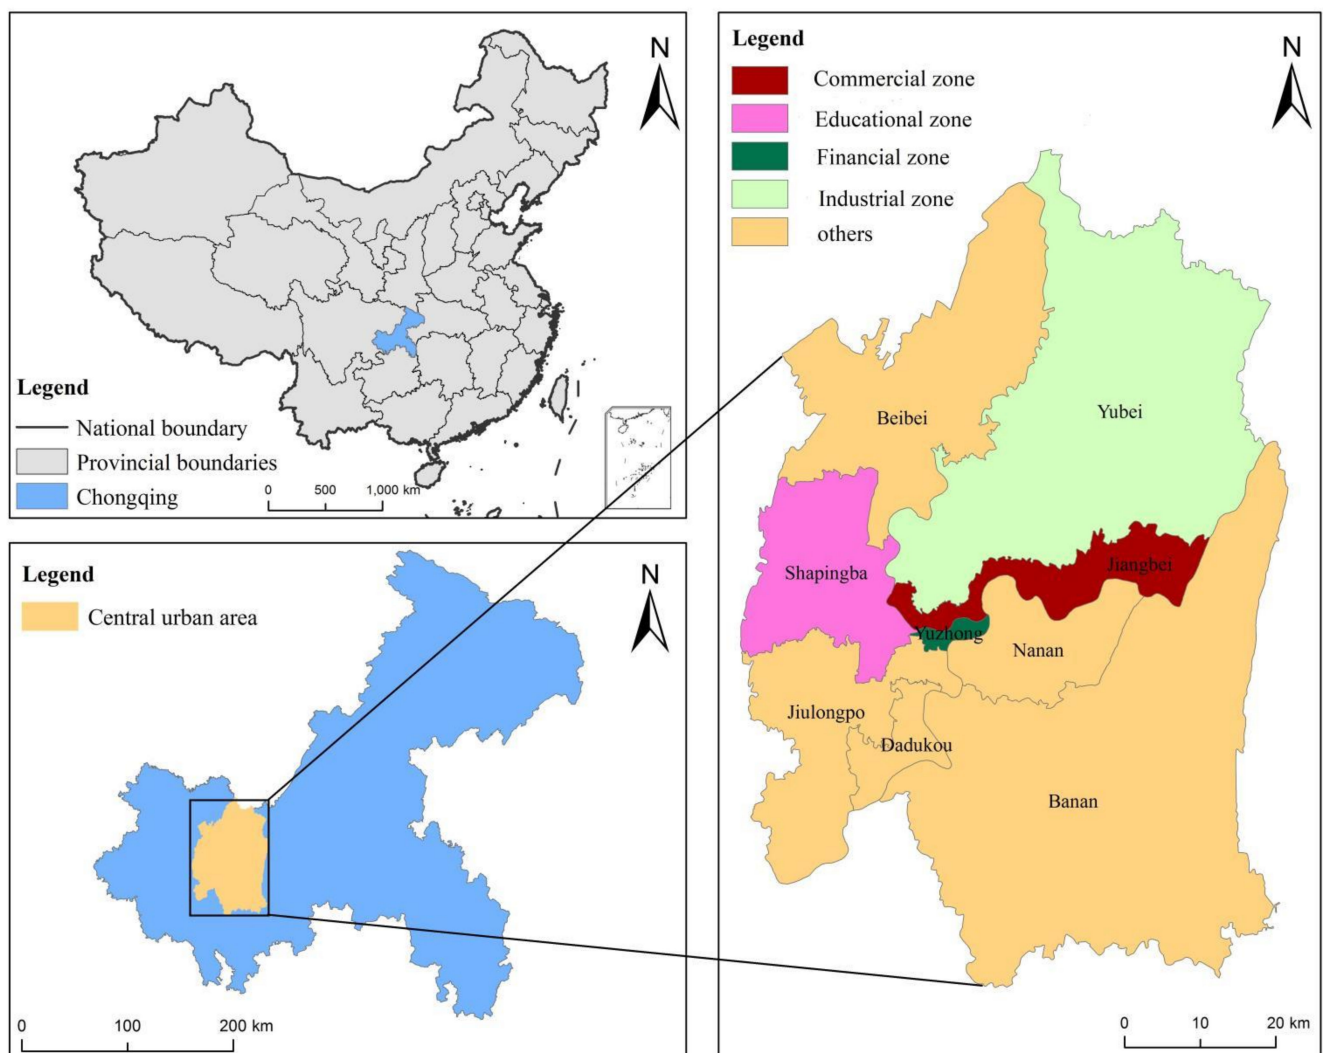 N
Legend
National boundary
Provincial boundaries
Chongqing
0 500 1,000 km
Legend
Central urban area
N
0 100 200 km
Legend
Commercial zone
Educational zone
Financial zone
Industrial zone
others
N
Beibei
Yubei
Shapingba
Jiangbei
Yuzhong
Nanan
Jiulongpo
Dadukou
Banan
0 10 20 km